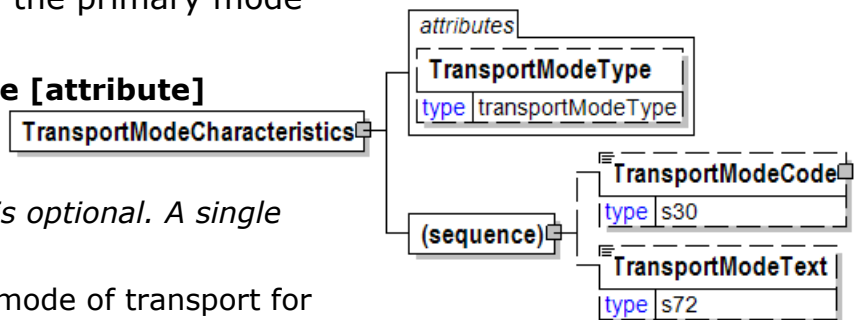 the primary mode
e [attribute]
s optional. A single
mode of transport for
TransportModeCharacteristics
attributes
TransportModeType
type transportModeType
(sequence)
TransportModeCode
type s30
TransportModeText
type s72